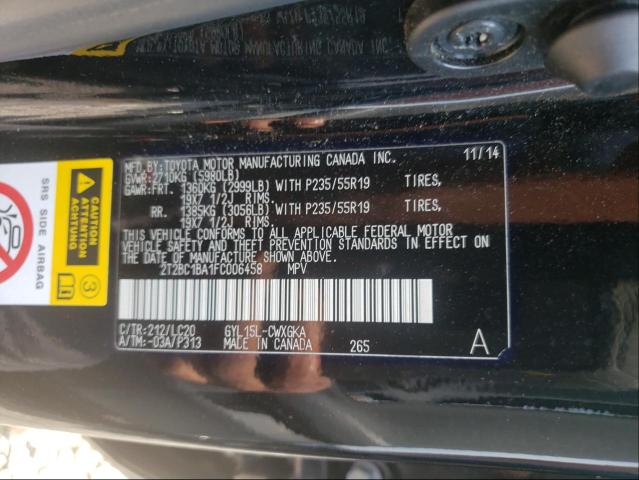 MFD. BY: TOYOTA MOTOR MANUFACTURING CANADA INC. 11/14
GVWR: 2710KG (5980LB)
GAWR: FRT. 1360KG (2999LB) WITH P235/55R19 TIRES,
19X7 1/2J RIMS.
RR. 1385KG (3056LB) WITH P235/55R19 TIRES,
19X7 1/2J RIMS.
THIS VEHICLE CONFORMS TO ALL APPLICABLE FEDERAL MOTOR
VEHICLE SAFETY AND THEFT PREVENTION STANDARDS IN EFFECT ON
THE DATE OF MANUFACTURE SHOWN ABOVE.
2T2BC1BA1FC006458 MPV
C/TR: 212/LC20 GYL15L-CWXGKA
A/TM: -03A/P313 MADE IN CANADA 265 A
SRS SIDE AIRBAG
ATTENTION
ACHTUNG
3